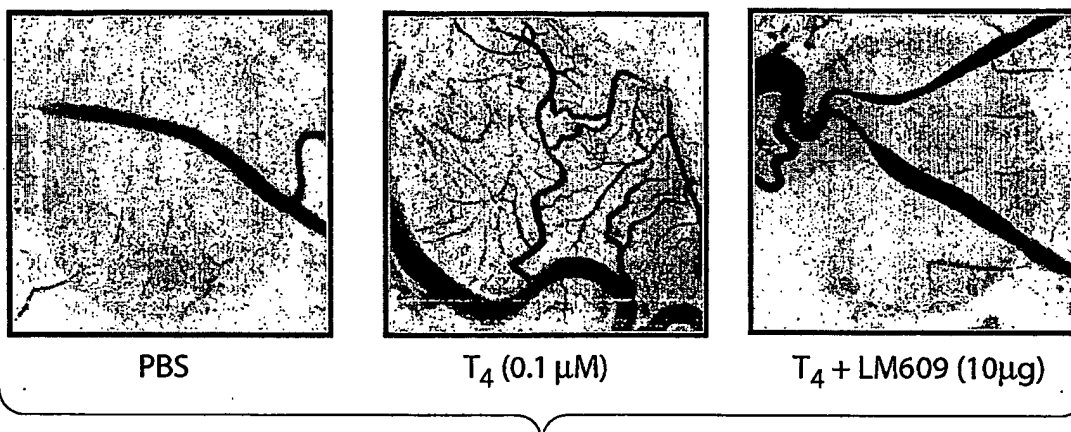 PBS
T₄ (0.1 μM)
T₄ + LM609 (10μg)